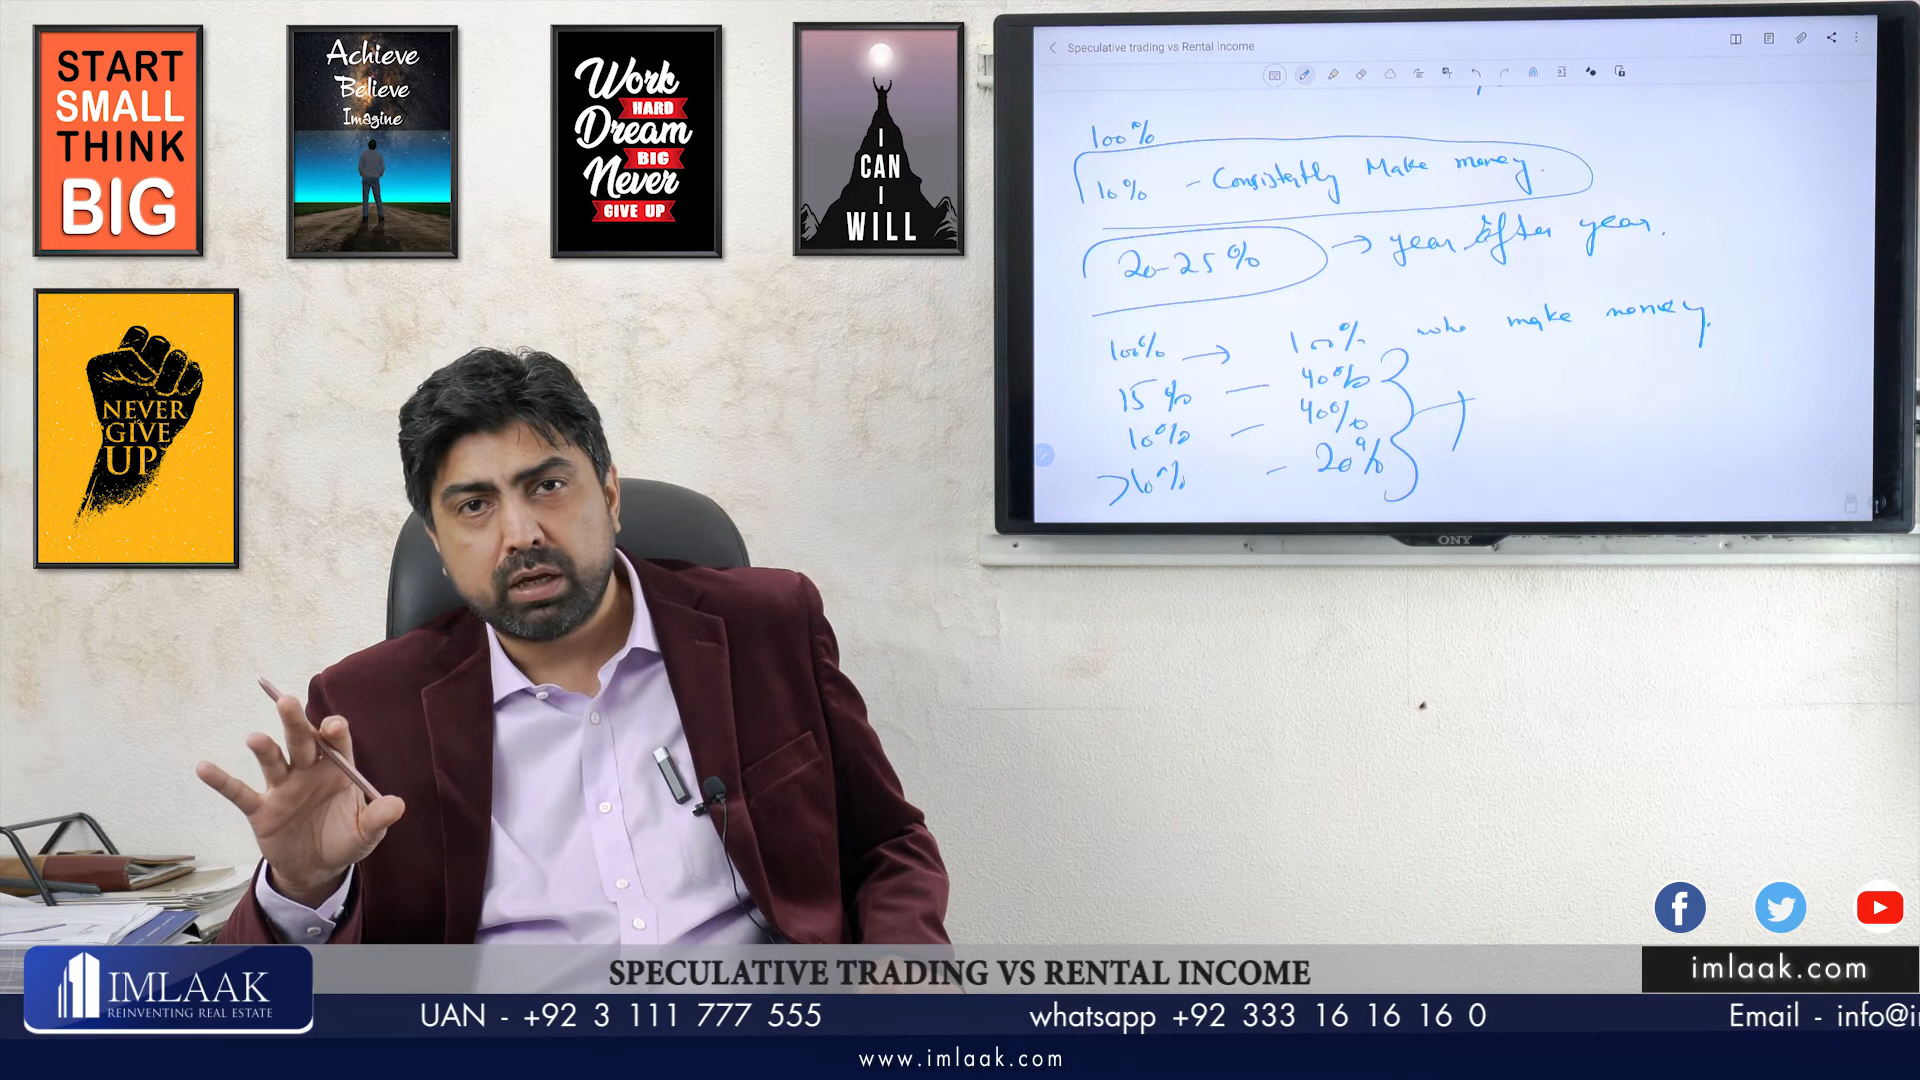 START
SMALL
THINK
BIG
Achieve
Believe
Imagine
Work
HARD
Dream
BIG
Never
GIVE UP
I
CAN
I
WILL
NEVER
GIVE
UP
Speculative trading vs Rental income
100%
10% - Consistently Make money.
20-25% → year after year.
100% → 100% who make money.
15% - 40%
10% - 40%
>10% - 20%
ONY
SPECULATIVE TRADING VS RENTAL INCOME
imlaak.com
IMLAAK
REINVENTING REAL ESTATE
UAN - +92 3 111 777 555
whatsapp +92 333 16 16 16 0
Email - info@i
www.imlaak.com